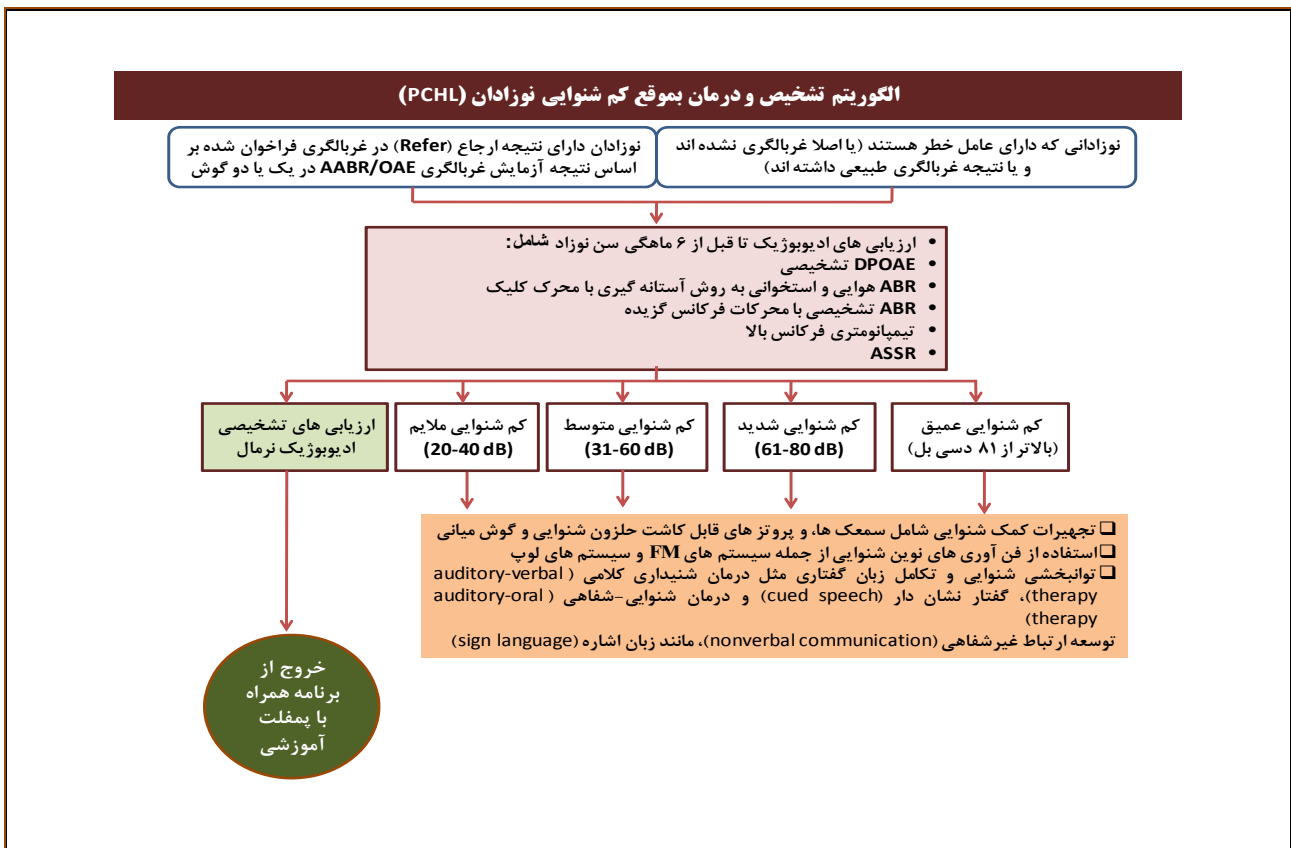 الگوریتم تشخیص و درمان بموقع کم شنوایی نوزادان (PCHL)
نوزادانی که دارای عامل خطر هستند (یا اصلا غربالگری نشده اند
و یا نتیجه غربالگری طبیعی داشته اند)
نوزادان دارای نتیجه ارجاع (Refer) در غربالگری فراخوان شده بر
اساس نتیجه آزمایش غربالگری AABR/OAE در یک یا دو گوش
• ارزیابی های ادیوبوژیک تا قبل از ۶ ماهگی سن نوزاد شامل:
• DPOAE تشخیصی
• ABR هوایی و استخوانی به روش آستانه گیری با محرک کلیک
• ABR تشخیصی با محرکات فرکانس گزیده
• تیمپانومتری فرکانس بالا
• ASSR
کم شنوایی عمیق
(بالاتر از ۸۱ دسی بل)
کم شنوایی شدید
(61-80 dB)
کم شنوایی متوسط
(31-60 dB)
کم شنوایی ملایم
(20-40 dB)
ارزیابی های تشخیصی
ادیوبوژیک نرمال
❑ تجهیرات کمک شنوایی شامل سمعک ها، و پروتز های قابل کاشت حلزون شنوایی و گوش میانی
❑ استفاده از فن آوری های نوین شنوایی از جمله سیستم های FM و سیستم های لوپ
❑ توانبخشی شنوایی و تکامل زبان گفتاری مثل درمان شنیداری کلامی (auditory-verbal
therapy)، گفتار نشان دار (cued speech) و درمان شنوایی-شفاهی (auditory-oral
therapy)
توسعه ارتباط غیرشفاهی (nonverbal communication)، مانند زبان اشاره (sign language)
خروج از
برنامه همراه
با پمفلت
آموزشی